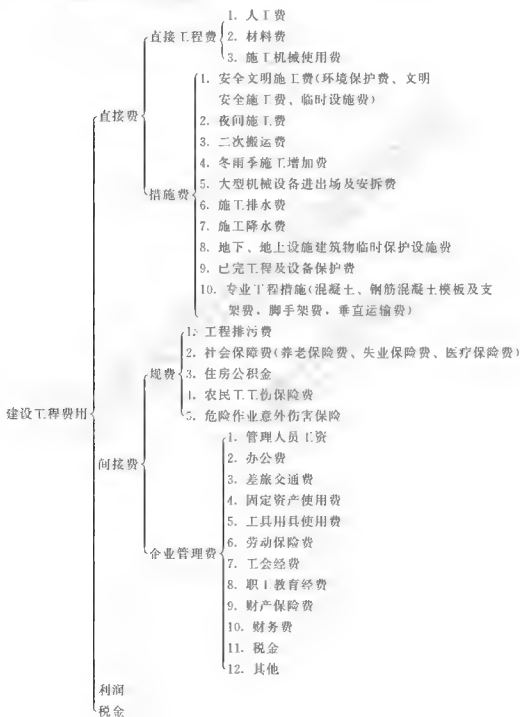 1. 人工费
直接工程费
2. 材料费
3. 施工机械使用费
1. 安全文明施工费(环境保护费、文明
安全施工费、临时设施费)
直接费
2. 夜间施工费
3. 二次搬运费
4. 冬雨季施工增加费
5. 大型机械设备进出场及安拆费
措施费
6. 施工排水费
7. 施工降水费
8. 地下、地上设施建筑物临时保护设施费
9. 已完工程及设备保护费
10. 专业工程措施(混凝土、钢筋混凝土模板及支
架费,脚手架费,垂直运输费)
1. 工程排污费
2. 社会保障费(养老保险费、失业保险费、医疗保险费)
规费
3. 住房公积金
4. 农民工工伤保险费
5. 危险作业意外伤害保险
建设工程费用
1. 管理人员工资
间接费
2. 办公费
3. 差旅交通费
4. 固定资产使用费
5. 工具用具使用费
企业管理费
6. 劳动保险费
7. 工会经费
8. 职工教育经费
9. 财产保险费
10. 财务费
11. 税金
12. 其他
利润
税金